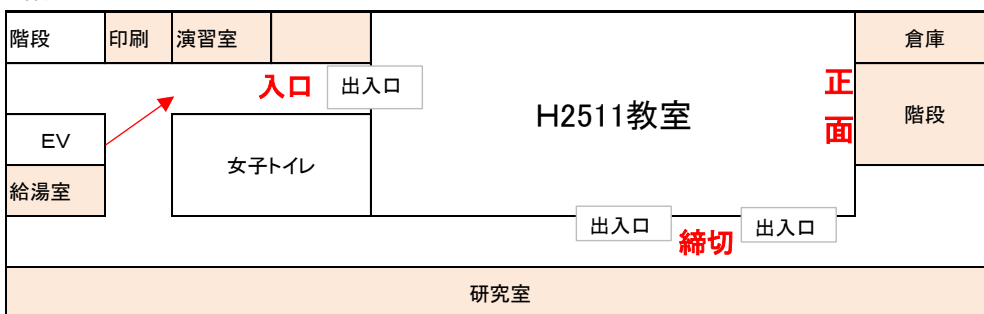 階段
印刷
演習室
倉庫
入口
出入口
H2511教室
正
面
階段
EV
女子トイレ
給湯室
出入口
締切
出入口
研究室